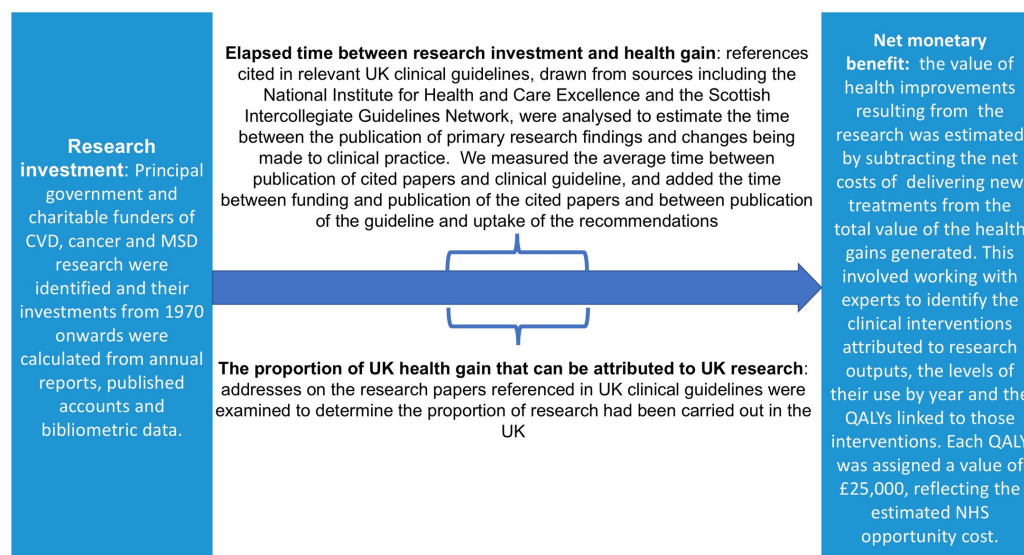 Research
investment: Principal
government and
charitable funders of
CVD, cancer and MSD
research were
identified and their
investments from 1970
onwards were
calculated from annual
reports, published
accounts and
bibliometric data.
Elapsed time between research investment and health gain: references
cited in relevant UK clinical guidelines, drawn from sources including the
National Institute for Health and Care Excellence and the Scottish
Intercollegiate Guidelines Network, were analysed to estimate the time
between the publication of primary research findings and changes being
made to clinical practice. We measured the average time between
publication of cited papers and clinical guideline, and added the time
between funding and publication of the cited papers and between publication
of the guideline and uptake of the recommendations
The proportion of UK health gain that can be attributed to UK research:
addresses on the research papers referenced in UK clinical guidelines were
examined to determine the proportion of research had been carried out in the
UK
Net monetary
benefit: the value of
health improvements
resulting from the
research was estimated
by subtracting the net
costs of delivering new
treatments from the
total value of the health
gains generated. This
involved working with
experts to identify the
clinical interventions
attributed to research
outputs, the levels of
their use by year and the
QALYs linked to those
interventions. Each QALY
was assigned a value of
£25,000, reflecting the
estimated NHS
opportunity cost.